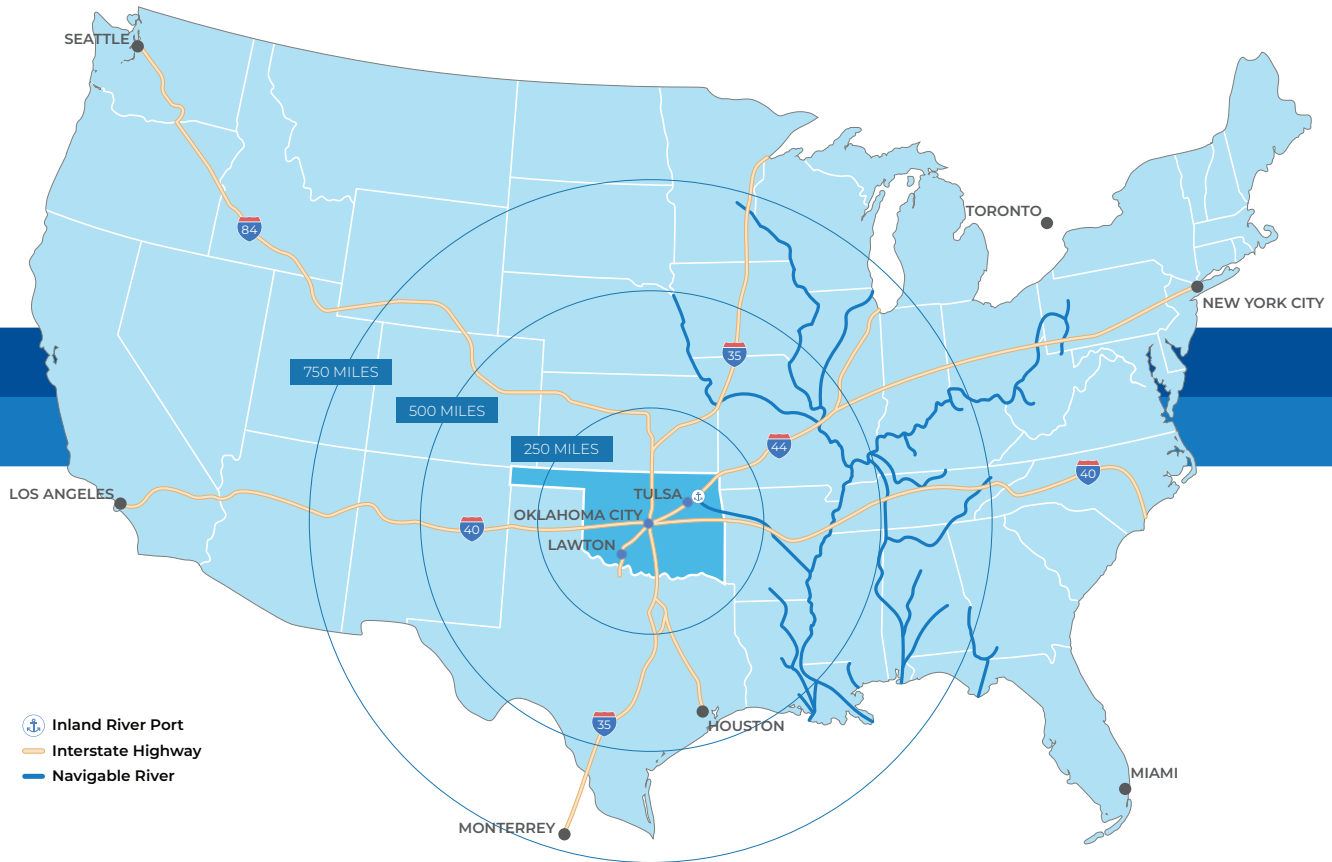 SEATTLE
TORONTO
84
NEW YORK CITY
35
750 MILES
500 MILES
250 MILES
44
40
LOS ANGELES
TULSA
OKLAHOMA CITY
40
LAWTON
35
HOUSTON
Inland River Port
Interstate Highway
Navigable River
MIAMI
MONTERREY